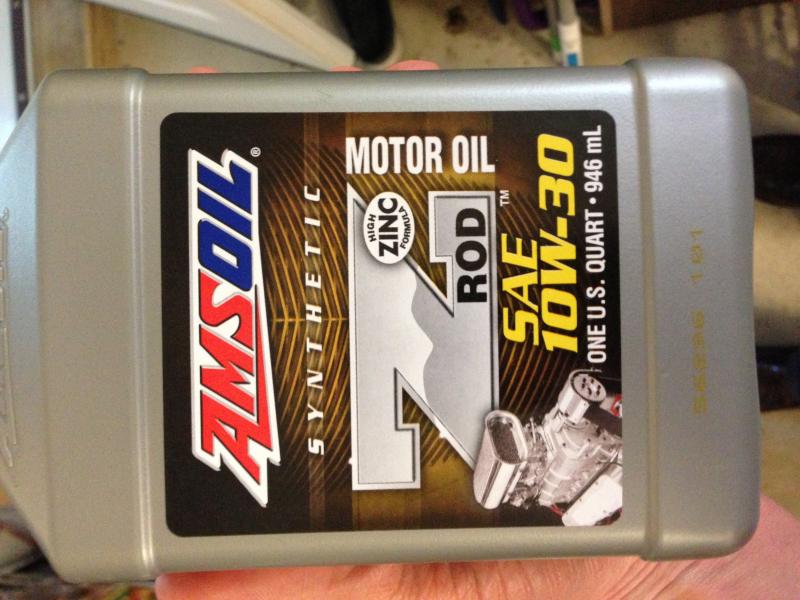 AMSOIL®
SYNTHETIC
MOTOR OIL
HIGH
ZINC
FORMULA
Z
ROD™
SAE
10W-30
ONE U.S. QUART • 946 mL